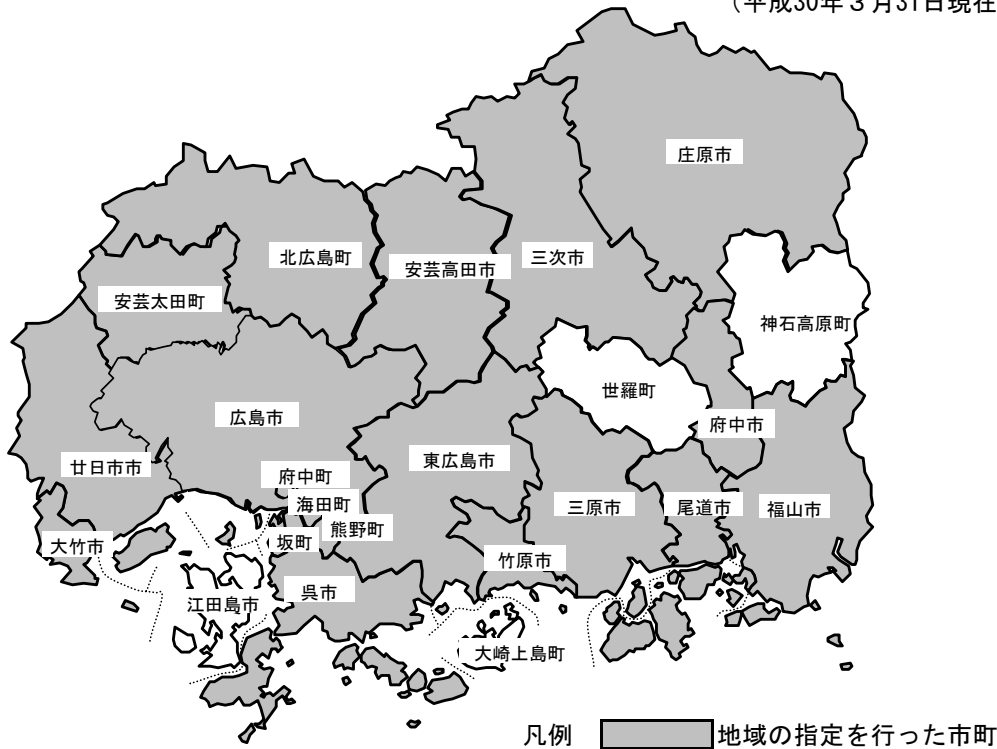 （平成30年３月31日現在
庄原市
北広島町
安芸高田市
三次市
安芸太田町
神石高原町
世羅町
広島市
府中市
廿日市市
東広島市
府中町
海田町
熊野町
坂町
三原市
尾道市
福山市
大竹市
竹原市
江田島市
呉市
大崎上島町
凡例 地域の指定を行った市町